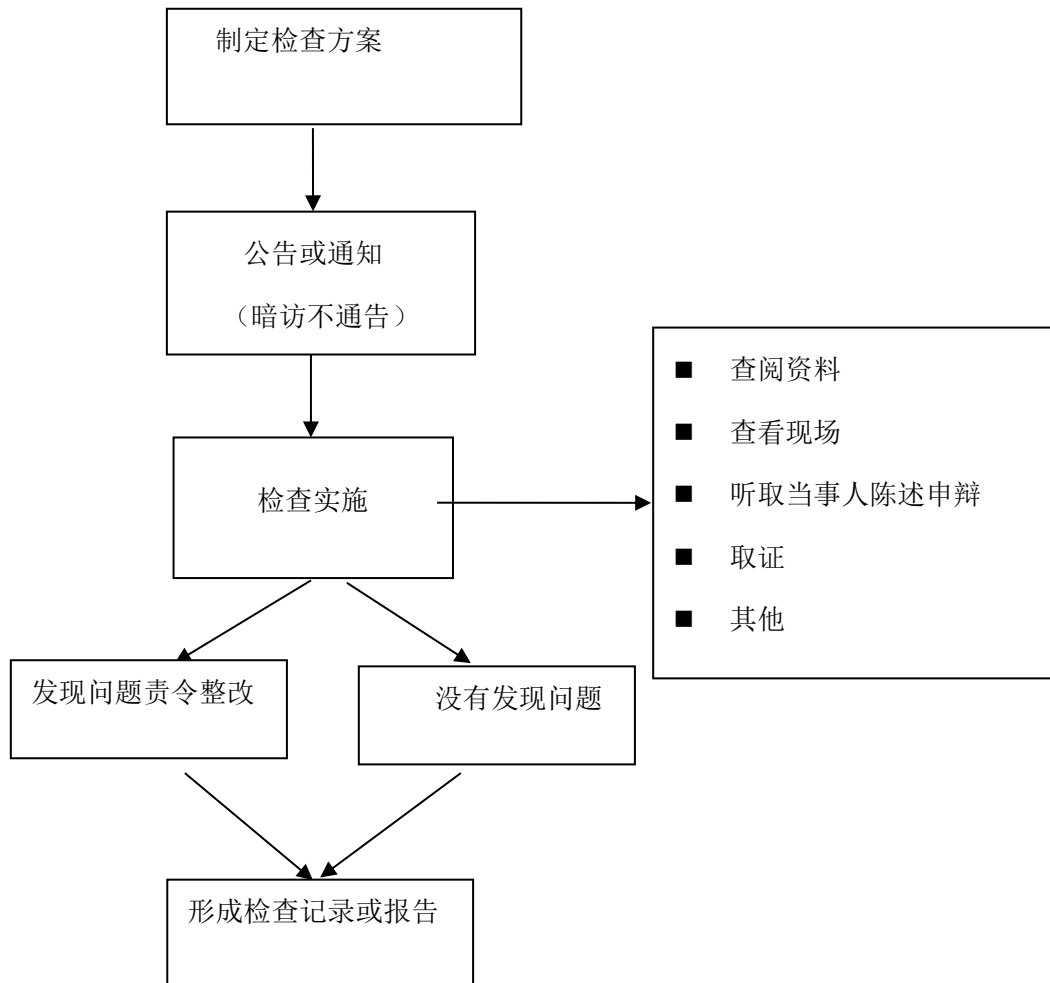 制定检查方案
公告或通知
（暗访不通告）
检查实施
■ 查阅资料
■ 查看现场
■ 听取当事人陈述申辩
■ 取证
■ 其他
发现问题责令整改
没有发现问题
形成检查记录或报告